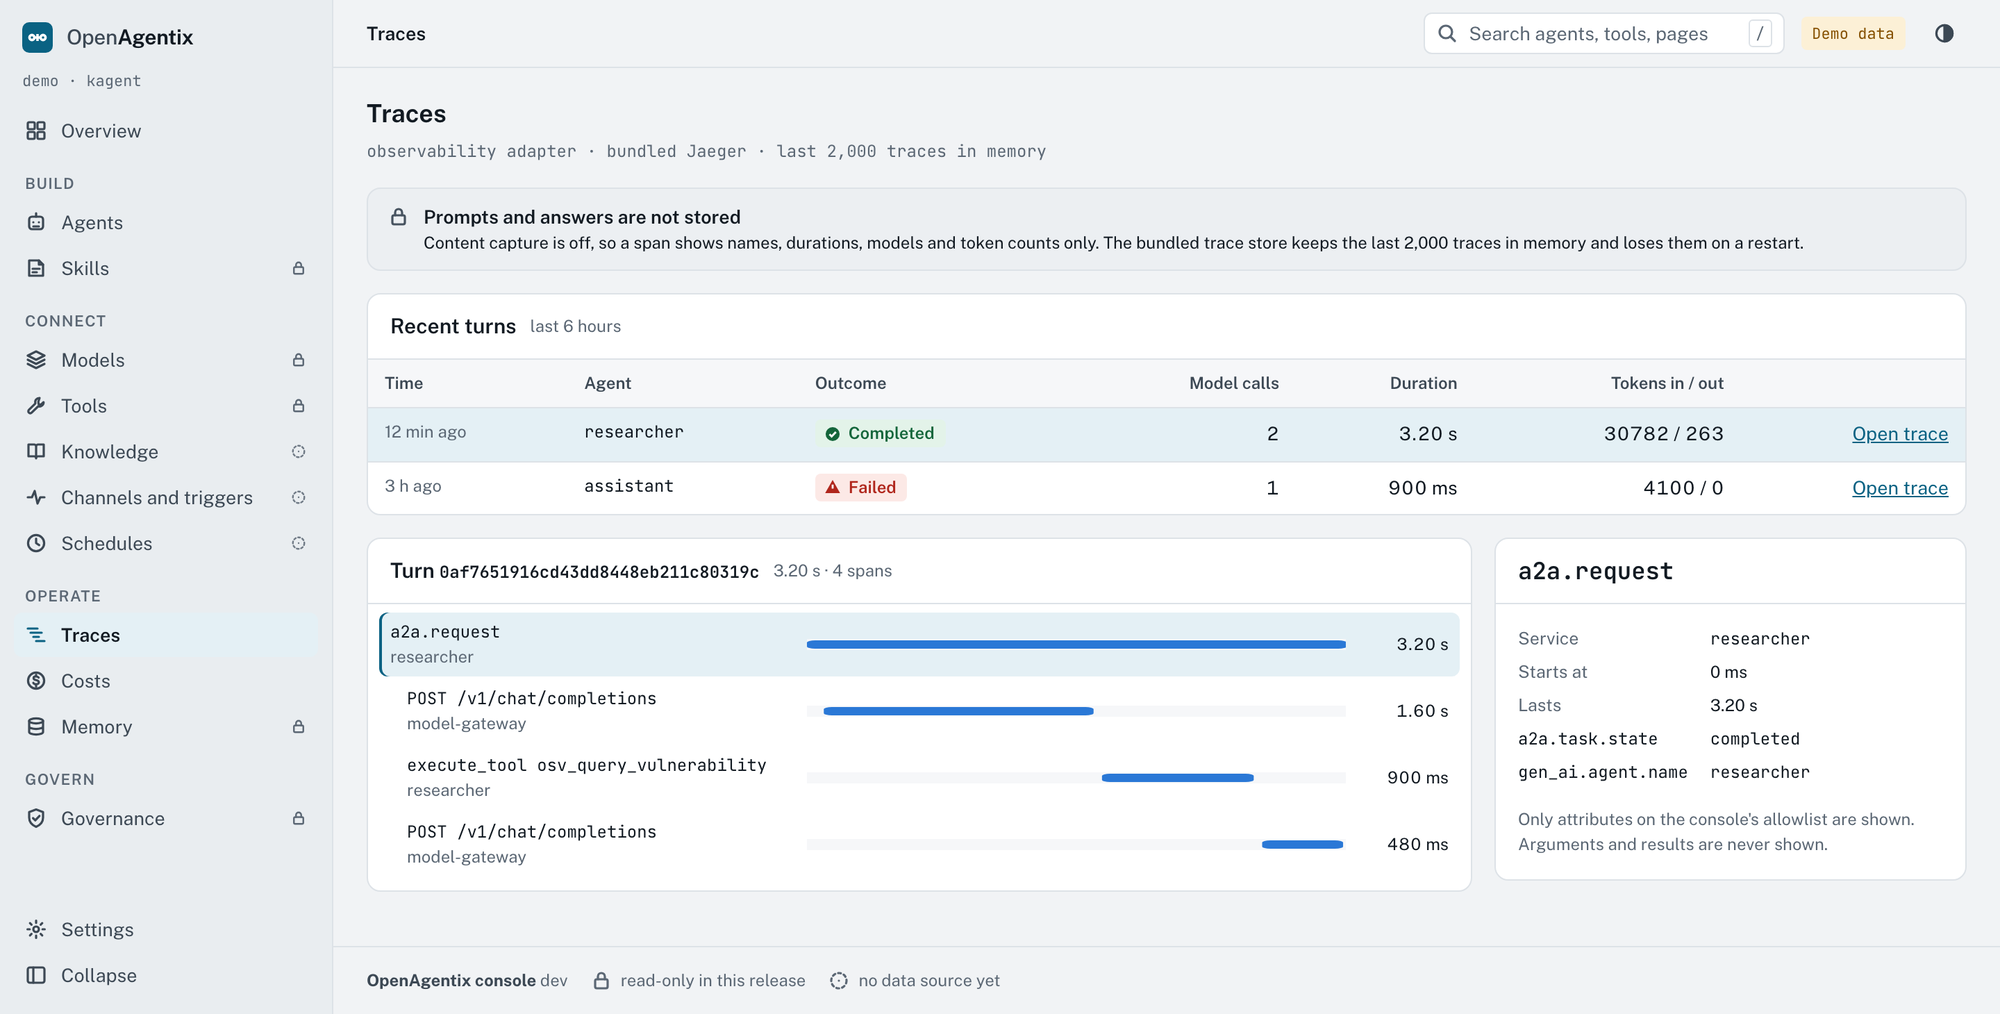 OpenAgentix
demo · kagent
Overview
BUILD
Agents
Skills
CONNECT
Models
Tools
Knowledge
Channels and triggers
Schedules
OPERATE
Traces
Costs
Memory
GOVERN
Governance
Settings
Collapse
Traces
Search agents, tools, pages /
Demo data
Traces
observability adapter · bundled Jaeger · last 2,000 traces in memory
Prompts and answers are not stored
Content capture is off, so a span shows names, durations, models and token counts only. The bundled trace store keeps the last 2,000 traces in memory and loses them on a restart.
Recent turns last 6 hours
Time Agent Outcome Model calls Duration Tokens in / out
12 min ago researcher Completed 2 3.20 s 30782 / 263 Open trace
3 h ago assistant Failed 1 900 ms 4100 / 0 Open trace
Turn 0af7651916cd43dd8448eb211c80319c 3.20 s · 4 spans
a2a.request
researcher
3.20 s
POST /v1/chat/completions
model-gateway
1.60 s
execute_tool osv_query_vulnerability
researcher
900 ms
POST /v1/chat/completions
model-gateway
480 ms
a2a.request
Service researcher
Starts at 0 ms
Lasts 3.20 s
a2a.task.state completed
gen_ai.agent.name researcher
Only attributes on the console's allowlist are shown.
Arguments and results are never shown.
OpenAgentix console dev read-only in this release no data source yet